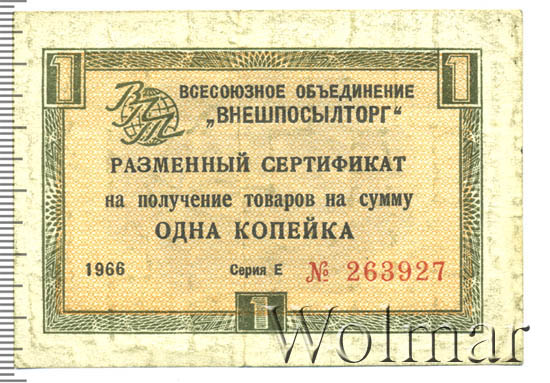 1 ВСЕСОЮЗНОЕ ОБЪЕДИНЕНИЕ 1
ВПТ „ВНЕШПОСЫЛТОРГ“
РАЗМЕННЫЙ СЕРТИФИКАТ
на получение товаров на сумму
ОДНА КОПЕЙКА
1966 Серия Е № 263927
1
Wolmar